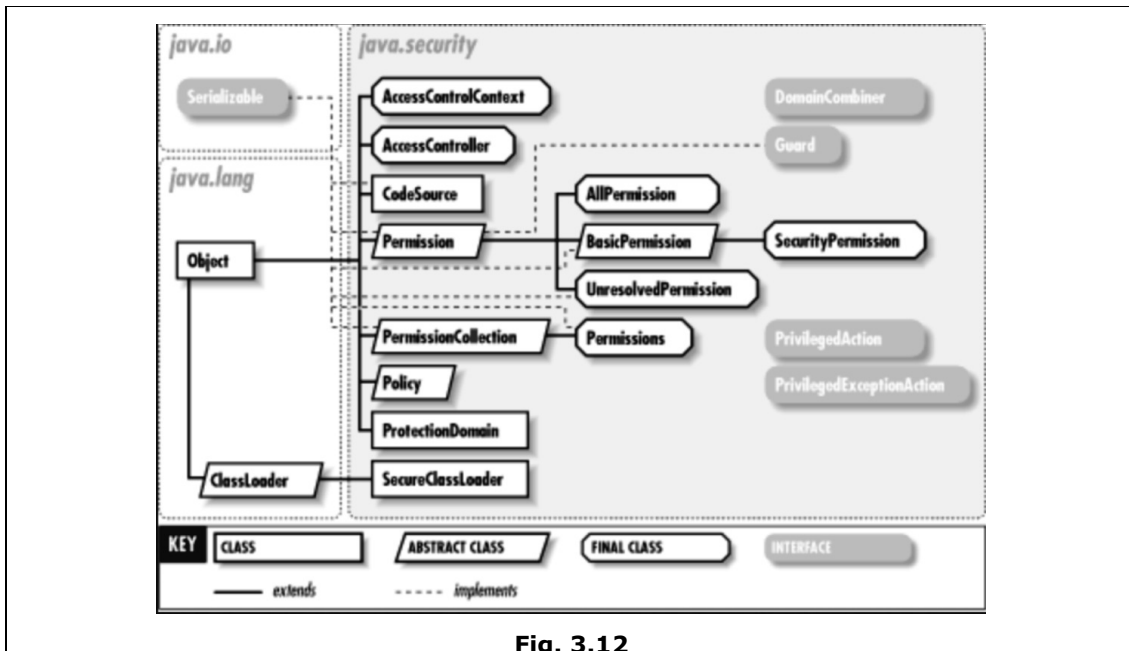 java.io
java.security
Serializable
AccessControlContext
DomainCombiner
AccessController
Guard
java.lang
CodeSource
AllPermission
Permission
BasicPermission
SecurityPermission
Object
UnresolvedPermission
PermissionCollection
Permissions
PrivilegedAction
Policy
PrivilegedExceptionAction
ProtectionDomain
ClassLoader
SecureClassLoader
KEY
CLASS
ABSTRACT CLASS
FINAL CLASS
INTERFACE
extends
implements
Fig. 3.12